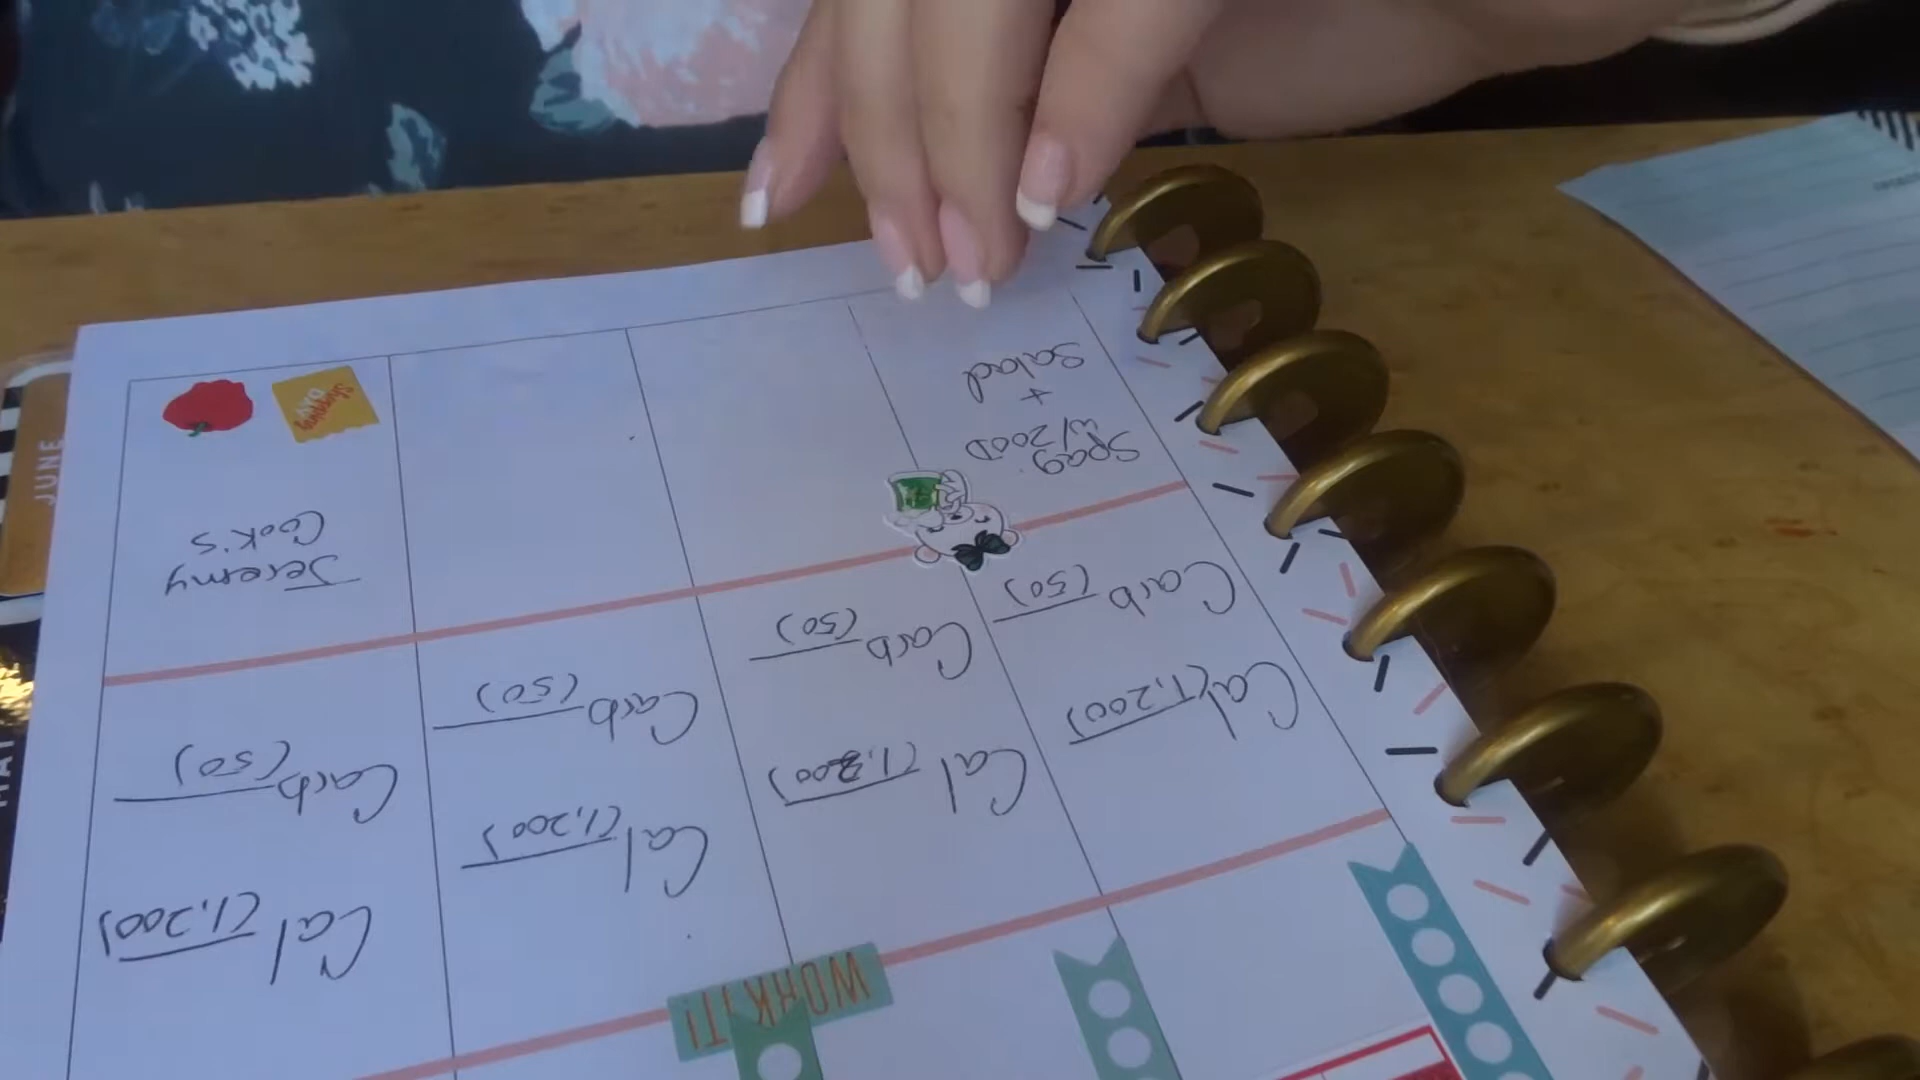 Cal (1,200)
Carb (50)
Spag
w/zood
+
Salad
Cal (1,200)
Carb (50)
Cal (1,200)
Carb (50)
Cal (1,200)
Carb (50)
Jeremy
Cook's
shopping
DAY
WORK IT!
JUNE
MAY